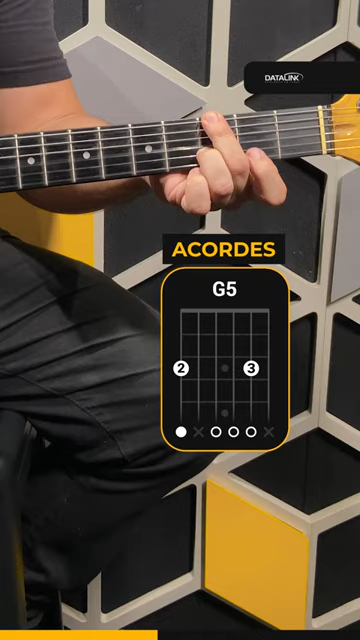 DATALINK
ACORDES
G5
2 3
X X